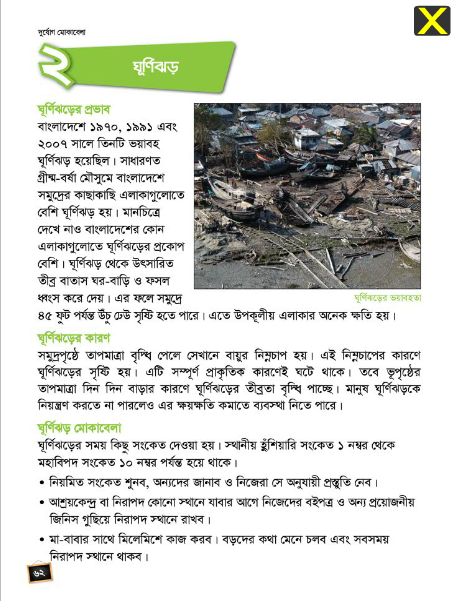 দুর্যোগ মোকাবেলা
২
ঘূর্ণিঝড়
ঘূর্ণিঝড়ের প্রভাব
বাংলাদেশে ১৯৭০, ১৯৯১ এবং
২০০৭ সালে তিনটি ভয়াবহ
ঘূর্ণিঝড় হয়েছিল। সাধারণত
গ্রীষ্ম-বর্ষা মৌসুমে বাংলাদেশে
সমুদ্রের কাছাকাছি এলাকাগুলোতে
বেশি ঘূর্ণিঝড় হয়। মানচিত্রে
দেখে নাও বাংলাদেশের কোন
এলাকাগুলোতে ঘূর্ণিঝড়ের প্রকোপ
বেশি। ঘূর্ণিঝড় থেকে উৎসারিত
তীব্র বাতাস ঘর-বাড়ি ও ফসল
ধ্বংস করে দেয়। এর ফলে সমুদ্রে
ঘূর্ণিঝড়ের ভয়াবহতা
৪৫ ফুট পর্যন্ত উঁচু ঢেউ সৃষ্টি হতে পারে। এতে উপকূলীয় এলাকার অনেক ক্ষতি হয়।
ঘূর্ণিঝড়ের কারণ
সমুদ্রপৃষ্ঠে তাপমাত্রা বৃদ্ধি পেলে সেখানে বায়ুর নিম্নচাপ হয়। এই নিম্নচাপের কারণে
ঘূর্ণিঝড়ের সৃষ্টি হয়। এটি সম্পূর্ণ প্রাকৃতিক কারণেই ঘটে থাকে। তবে ভূপৃষ্ঠের
তাপমাত্রা দিন দিন বাড়ার কারণে ঘূর্ণিঝড়ের তীব্রতা বৃদ্ধি পাচ্ছে। মানুষ ঘূর্ণিঝড়কে
নিয়ন্ত্রণ করতে না পারলেও এর ক্ষয়ক্ষতি কমাতে ব্যবস্থা নিতে পারে।
ঘূর্ণিঝড় মোকাবেলা
ঘূর্ণিঝড়ের সময় কিছু সংকেত দেওয়া হয়। স্থানীয় হুঁশিয়ারি সংকেত ১ নম্বর থেকে
মহাবিপদ সংকেত ১০ নম্বর পর্যন্ত হয়ে থাকে।
• নিয়মিত সংকেত শুনব, অন্যদের জানাব ও নিজেরা সে অনুযায়ী প্রস্তুতি নেব।
• আশ্রয়কেন্দ্র বা নিরাপদ কোনো স্থানে যাবার আগে নিজেদের বইপত্র ও অন্য প্রয়োজনীয়
জিনিস গুছিয়ে নিরাপদ স্থানে রাখব।
• মা-বাবার সাথে মিলেমিশে কাজ করব। বড়দের কথা মেনে চলব এবং সবসময়
নিরাপদ স্থানে থাকব।
৬২